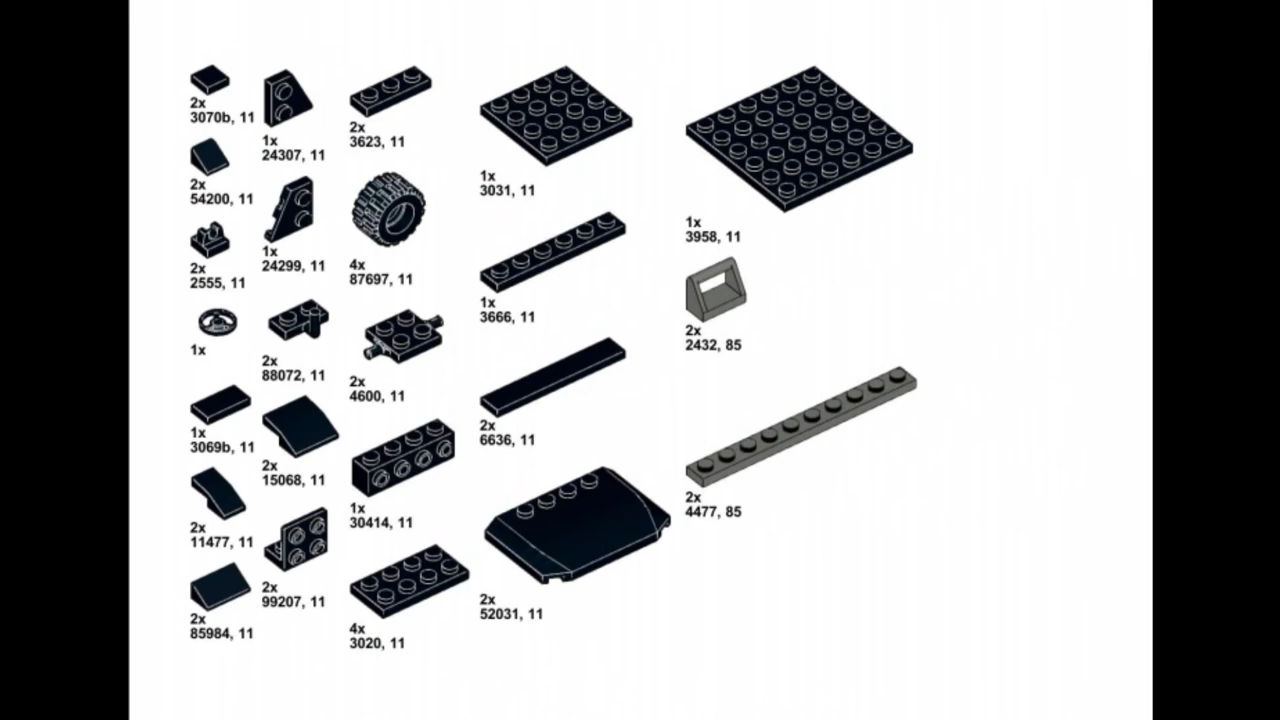 2x
3070b, 11
2x
54200, 11
2x
2555, 11
1x
1x
3069b, 11
2x
11477, 11
2x
85984, 11
1x
24307, 11
1x
24299, 11
2x
88072, 11
2x
15068, 11
2x
99207, 11
2x
3623, 11
4x
87697, 11
2x
4600, 11
1x
30414, 11
4x
3020, 11
1x
3031, 11
1x
3666, 11
2x
6636, 11
2x
52031, 11
1x
3958, 11
2x
2432, 85
2x
4477, 85